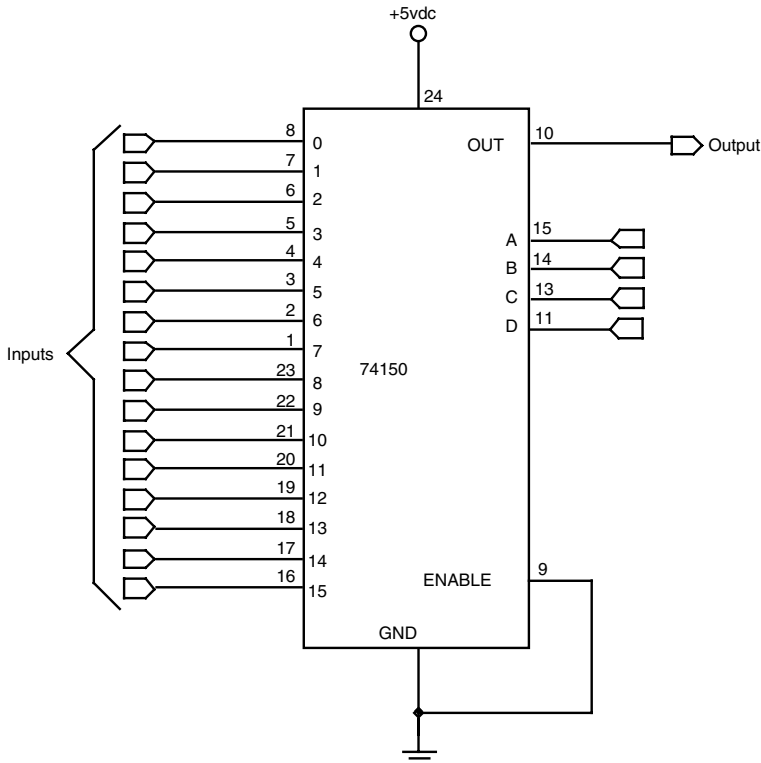 +5vdc
24
8 0 OUT 10 Output
7 1
6 2
5 3 A 15
4 4 B 14
3 5 C 13
2 6 D 11
1 7
Inputs
23 8 74150
22 9
21 10
20 11
19 12
18 13
17 14
16 15 ENABLE 9
GND